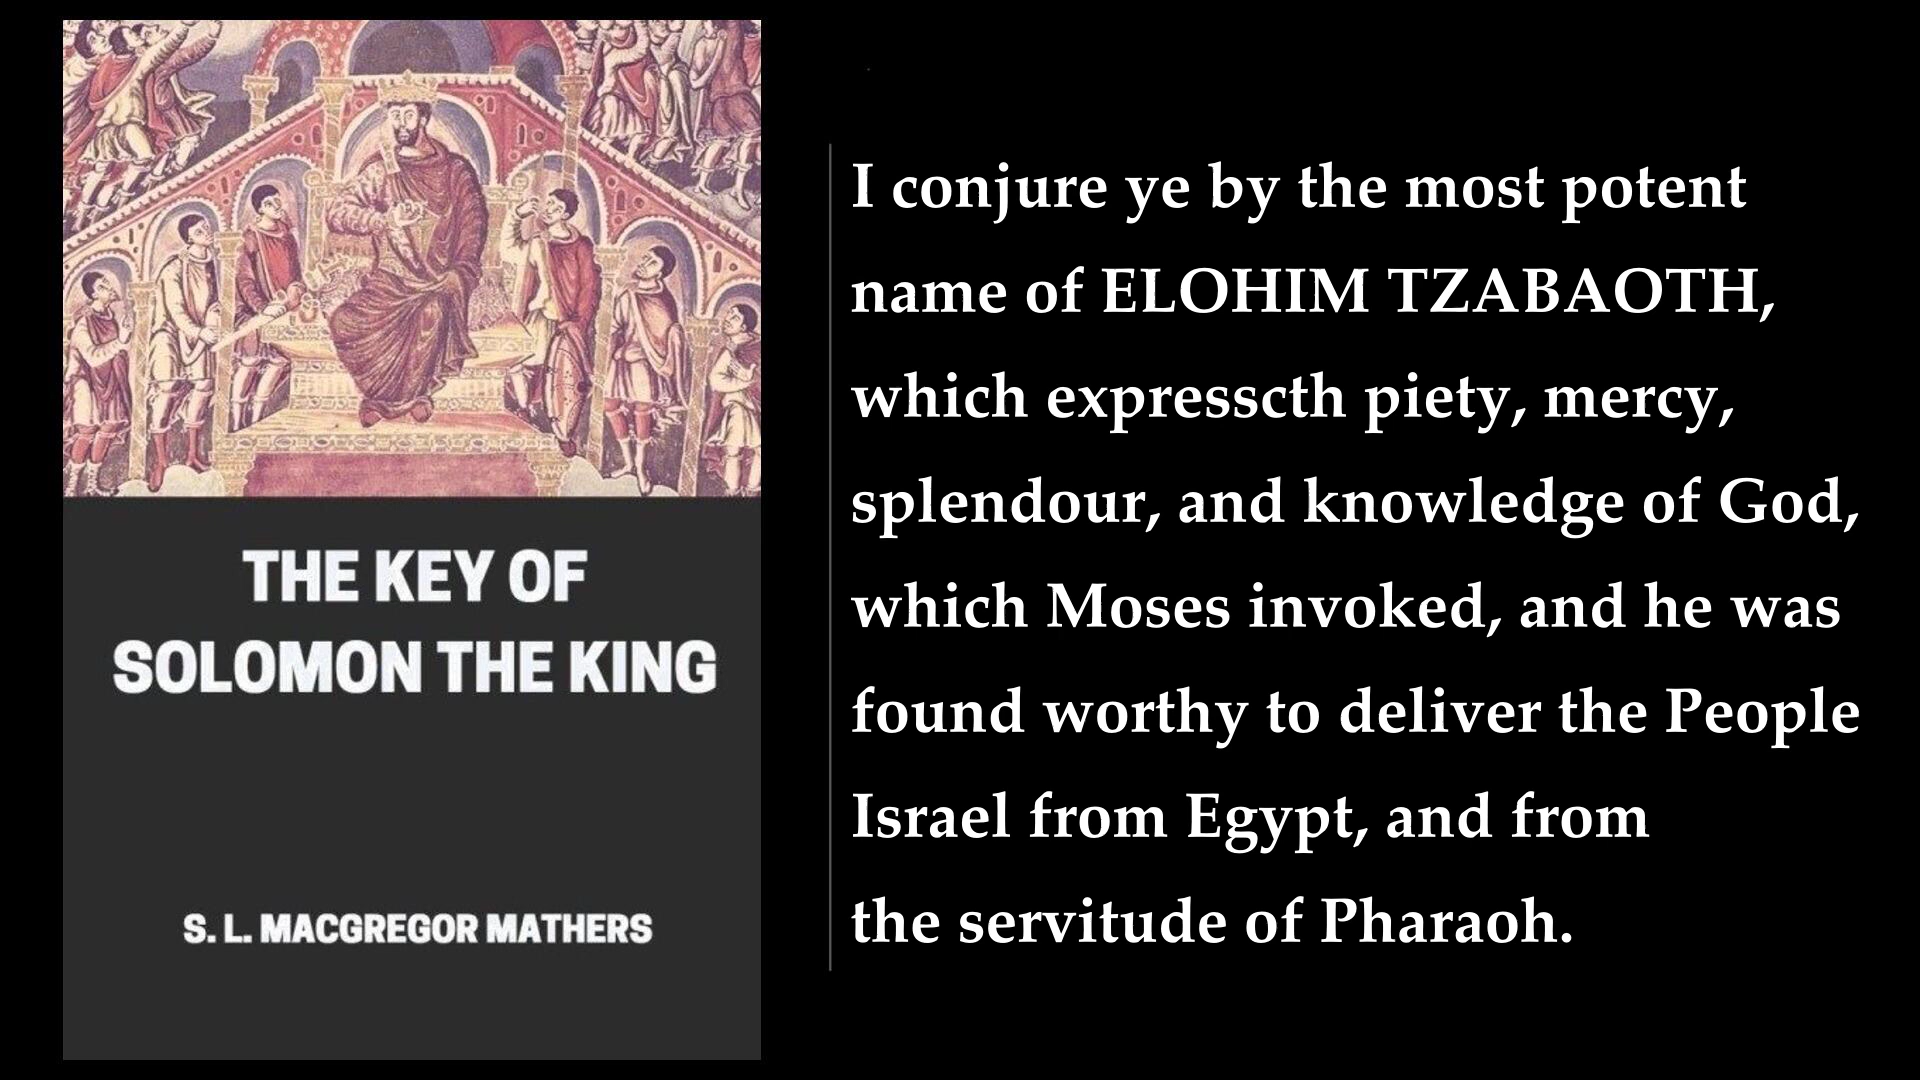 THE KEY OF
SOLOMON THE KING
S. L. MACGREGOR MATHERS
I conjure ye by the most potent
name of ELOHIM TZABAOTH,
which expresscth piety, mercy,
splendour, and knowledge of God,
which Moses invoked, and he was
found worthy to deliver the People
Israel from Egypt, and from
the servitude of Pharaoh.